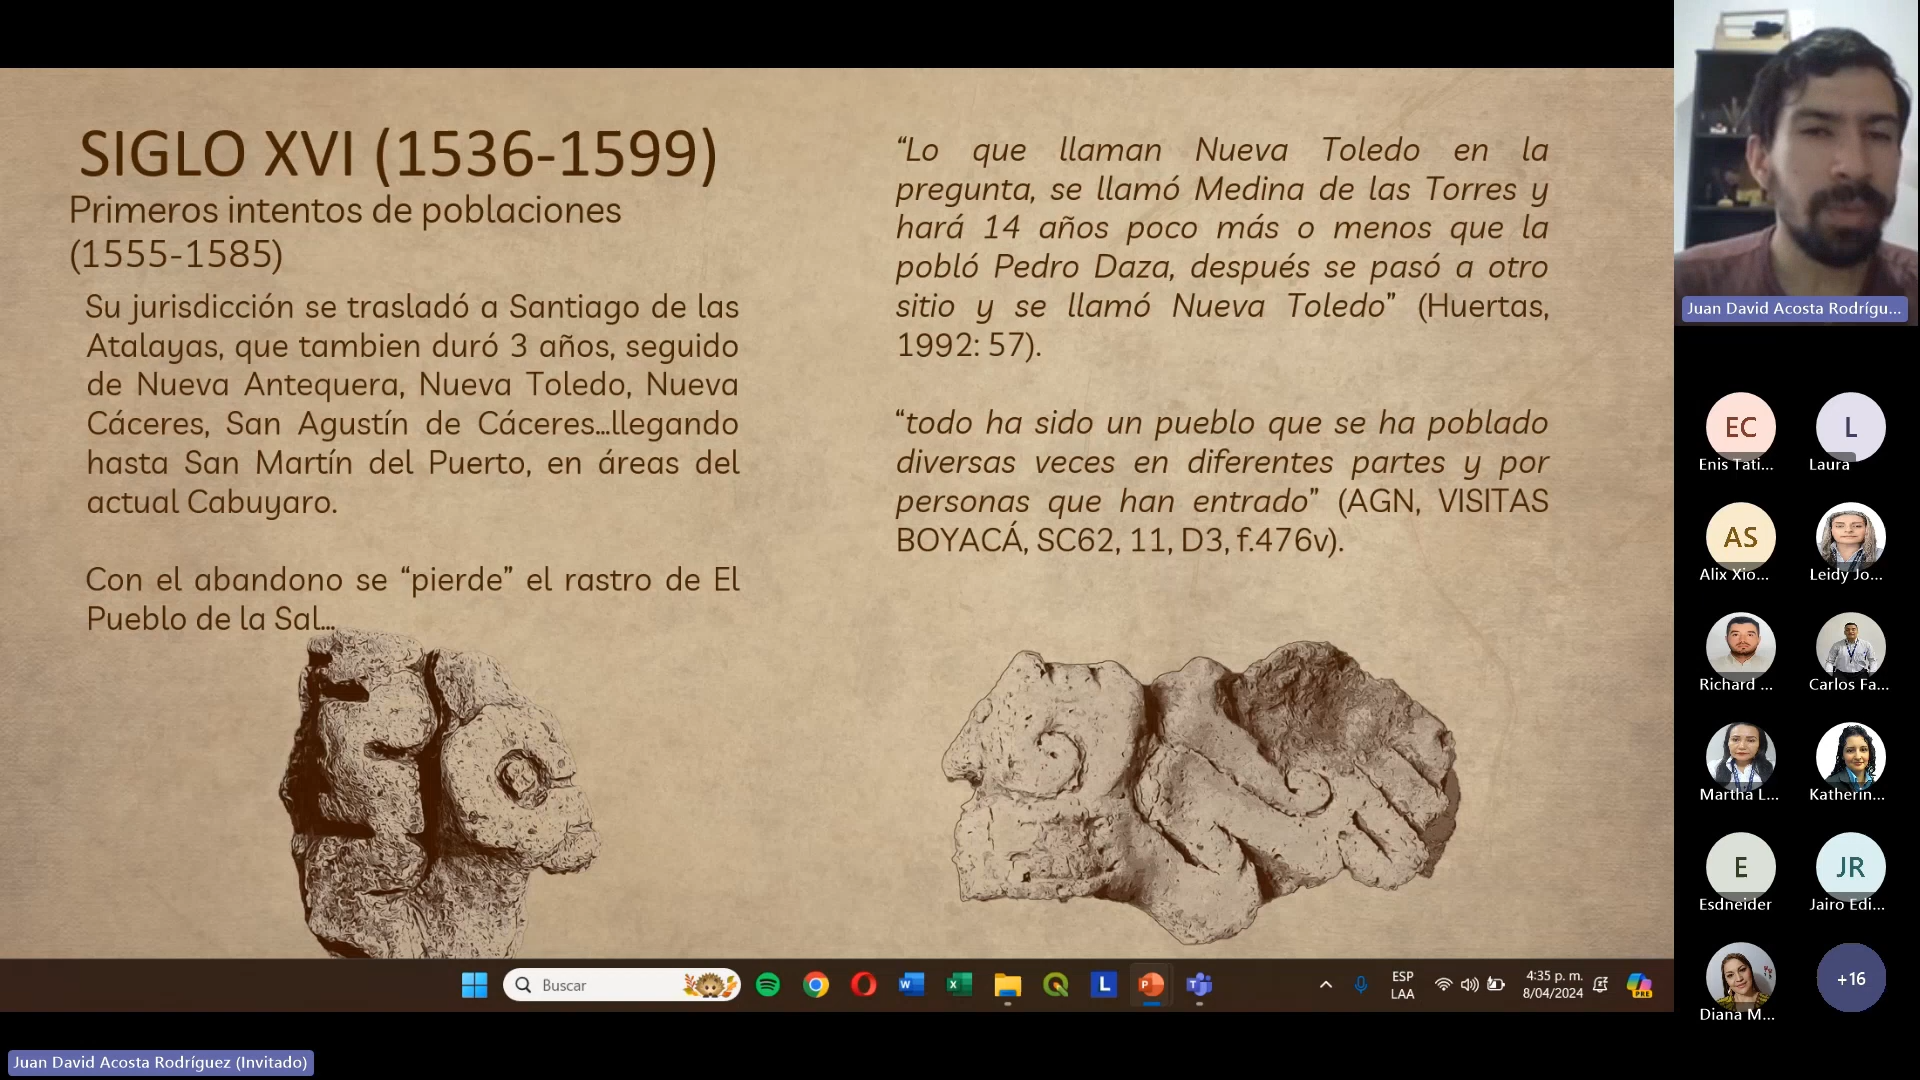 SIGLO XVI (1536-1599)
Primeros intentos de poblaciones
(1555-1585)
Su jurisdicción se trasladó a Santiago de las
Atalayas, que tambien duró 3 años, seguido
de Nueva Antequera, Nueva Toledo, Nueva
Cáceres, San Agustín de Cáceres...llegando
hasta San Martín del Puerto, en áreas del
actual Cabuyaro.
Con el abandono se “pierde” el rastro de El
Pueblo de la Sal...
“Lo que llaman Nueva Toledo en la
pregunta, se llamó Medina de las Torres y
hará 14 años poco más o menos que la
pobló Pedro Daza, después se pasó a otro
sitio y se llamó Nueva Toledo” (Huertas,
1992: 57).
“todo ha sido un pueblo que se ha poblado
diversas veces en diferentes partes y por
personas que han entrado” (AGN, VISITAS
BOYACÁ, SC62, 11, D3, f.476v).
Juan David Acosta Rodrígu...
EC
Enis Tati...
L
Laura
AS
Alix Xio...
Leidy Jo...
Richard ...
Carlos Fa...
Martha L...
Katherin...
E
Esdneider
JR
Jairo Edi...
Diana M...
+16
Buscar
W
X
L
P
T
ESP
LAA
4:35 p. m.
8/04/2024
PRE
Juan David Acosta Rodríguez (Invitado)